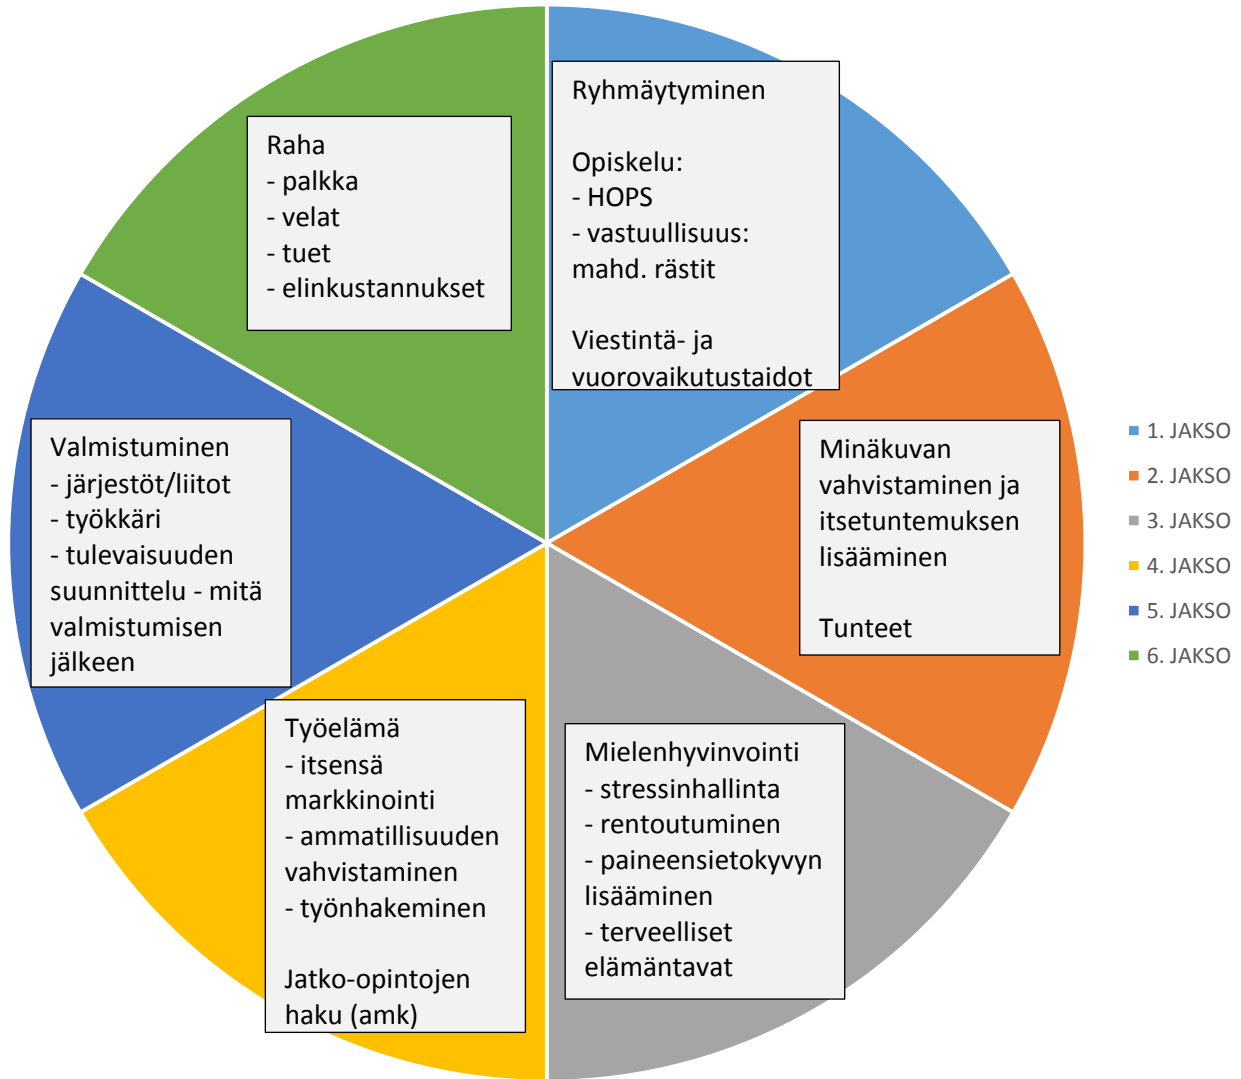 Ryhmäytyminen
Opiskelu:
- HOPS
- vastuullisuus:
mahd. rästit
Viestintä- ja
vuorovaikutustaidot
Minäkuvan
vahvistaminen ja
itsetuntemuksen
lisääminen
Tunteet
Mielenhyvinvointi
- stressinhallinta
- rentoutuminen
- paineensietokyvyn
lisääminen
- terveelliset
elämäntavat
Työelämä
- itsensä
markkinointi
- ammatillisuuden
vahvistaminen
- työnhakeminen
Jatko-opintojen
haku (amk)
Valmistuminen
- järjestöt/liitot
- työkkäri
- tulevaisuuden
suunnittelu - mitä
valmistumisen
jälkeen
Raha
- palkka
- velat
- tuet
- elinkustannukset
1. JAKSO
2. JAKSO
3. JAKSO
4. JAKSO
5. JAKSO
6. JAKSO